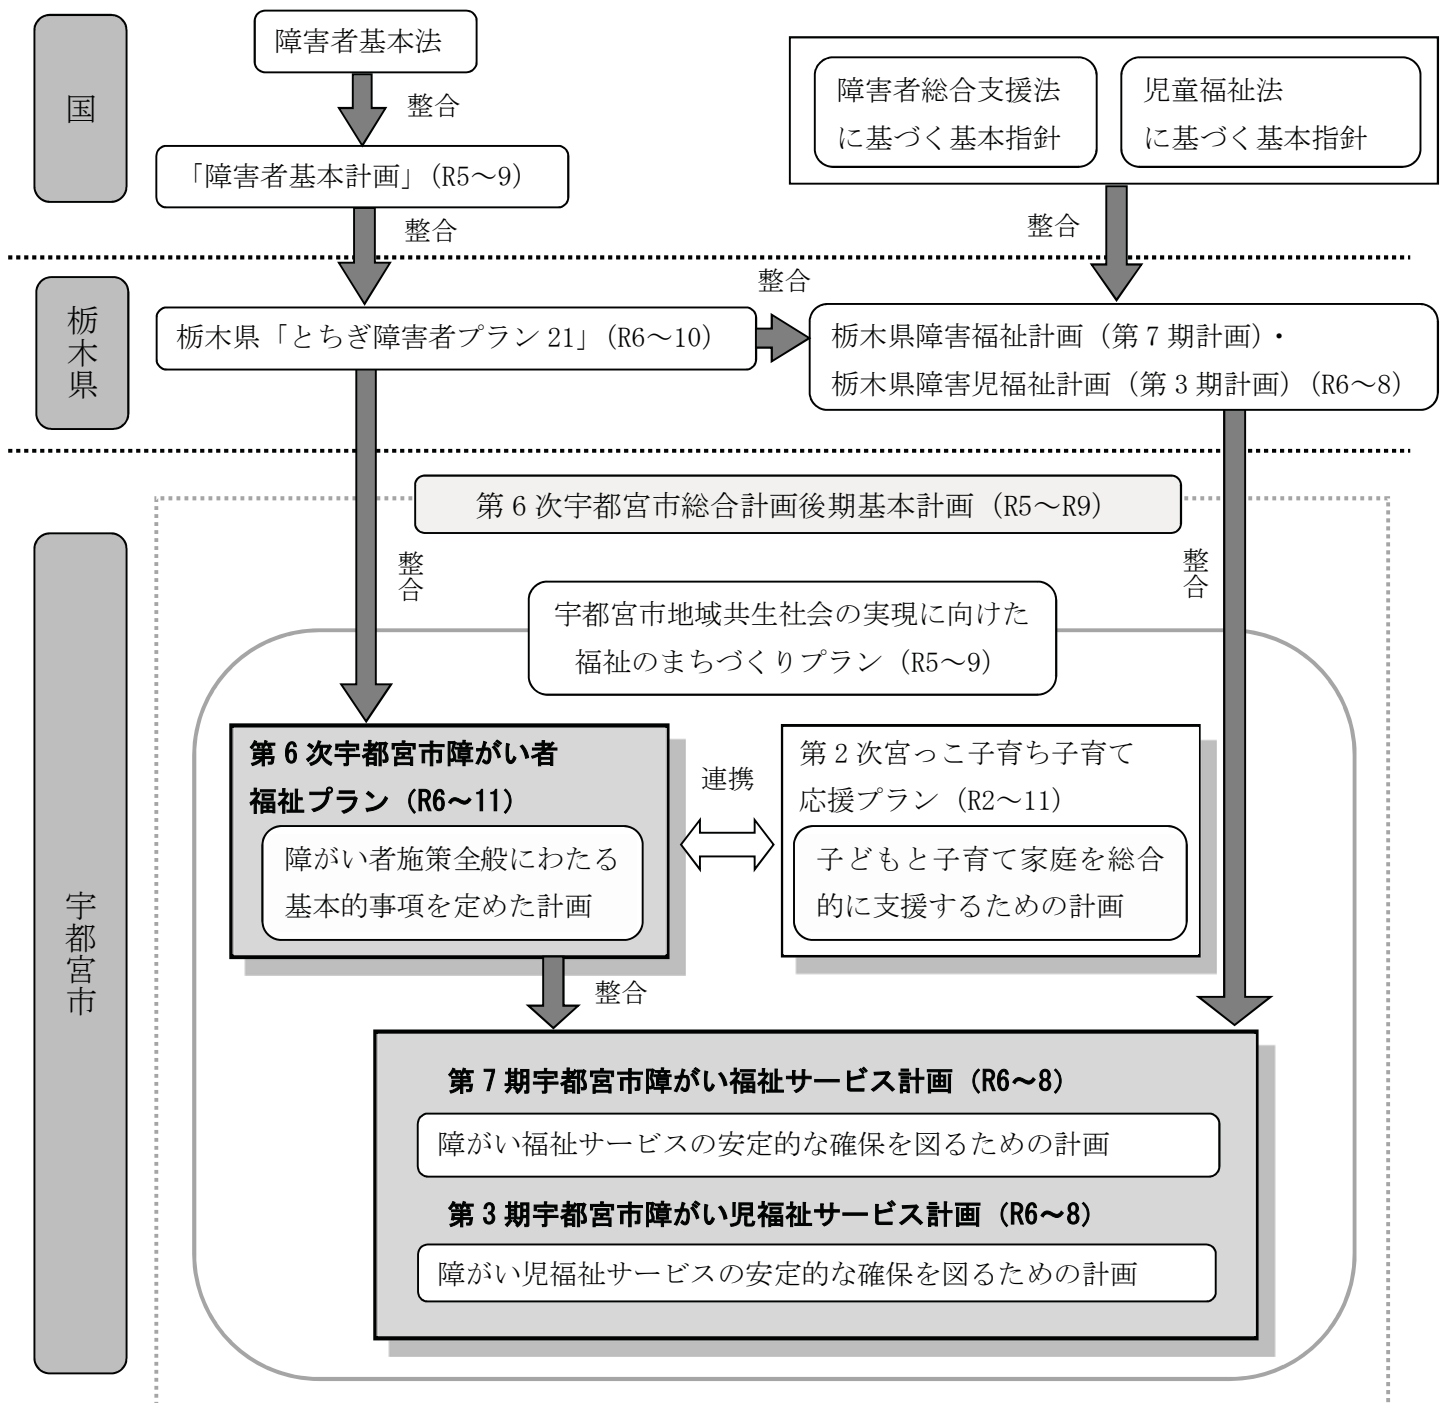 国
障害者基本法
整合
「障害者基本計画」（R5～9）
障害者総合支援法
に基づく基本指針
児童福祉法
に基づく基本指針
整合
整合
栃木県
栃木県「とちぎ障害者プラン 21」（R6～10）
整合
栃木県障害福祉計画（第 7 期計画）・
栃木県障害児福祉計画（第 3 期計画）（R6～8）
宇都宮市
第 6 次宇都宮市総合計画後期基本計画（R5～R9）
整合
整合
宇都宮市地域共生社会の実現に向けた
福祉のまちづくりプラン（R5～9）
第 6 次宇都宮市障がい者
福祉プラン（R6～11）
障がい者施策全般にわたる
基本的事項を定めた計画
連携
第 2 次宮っこ子育ち子育て
応援プラン（R2～11）
子どもと子育て家庭を総合
的に支援するための計画
整合
第 7 期宇都宮市障がい福祉サービス計画（R6～8）
障がい福祉サービスの安定的な確保を図るための計画
第 3 期宇都宮市障がい児福祉サービス計画（R6～8）
障がい児福祉サービスの安定的な確保を図るための計画